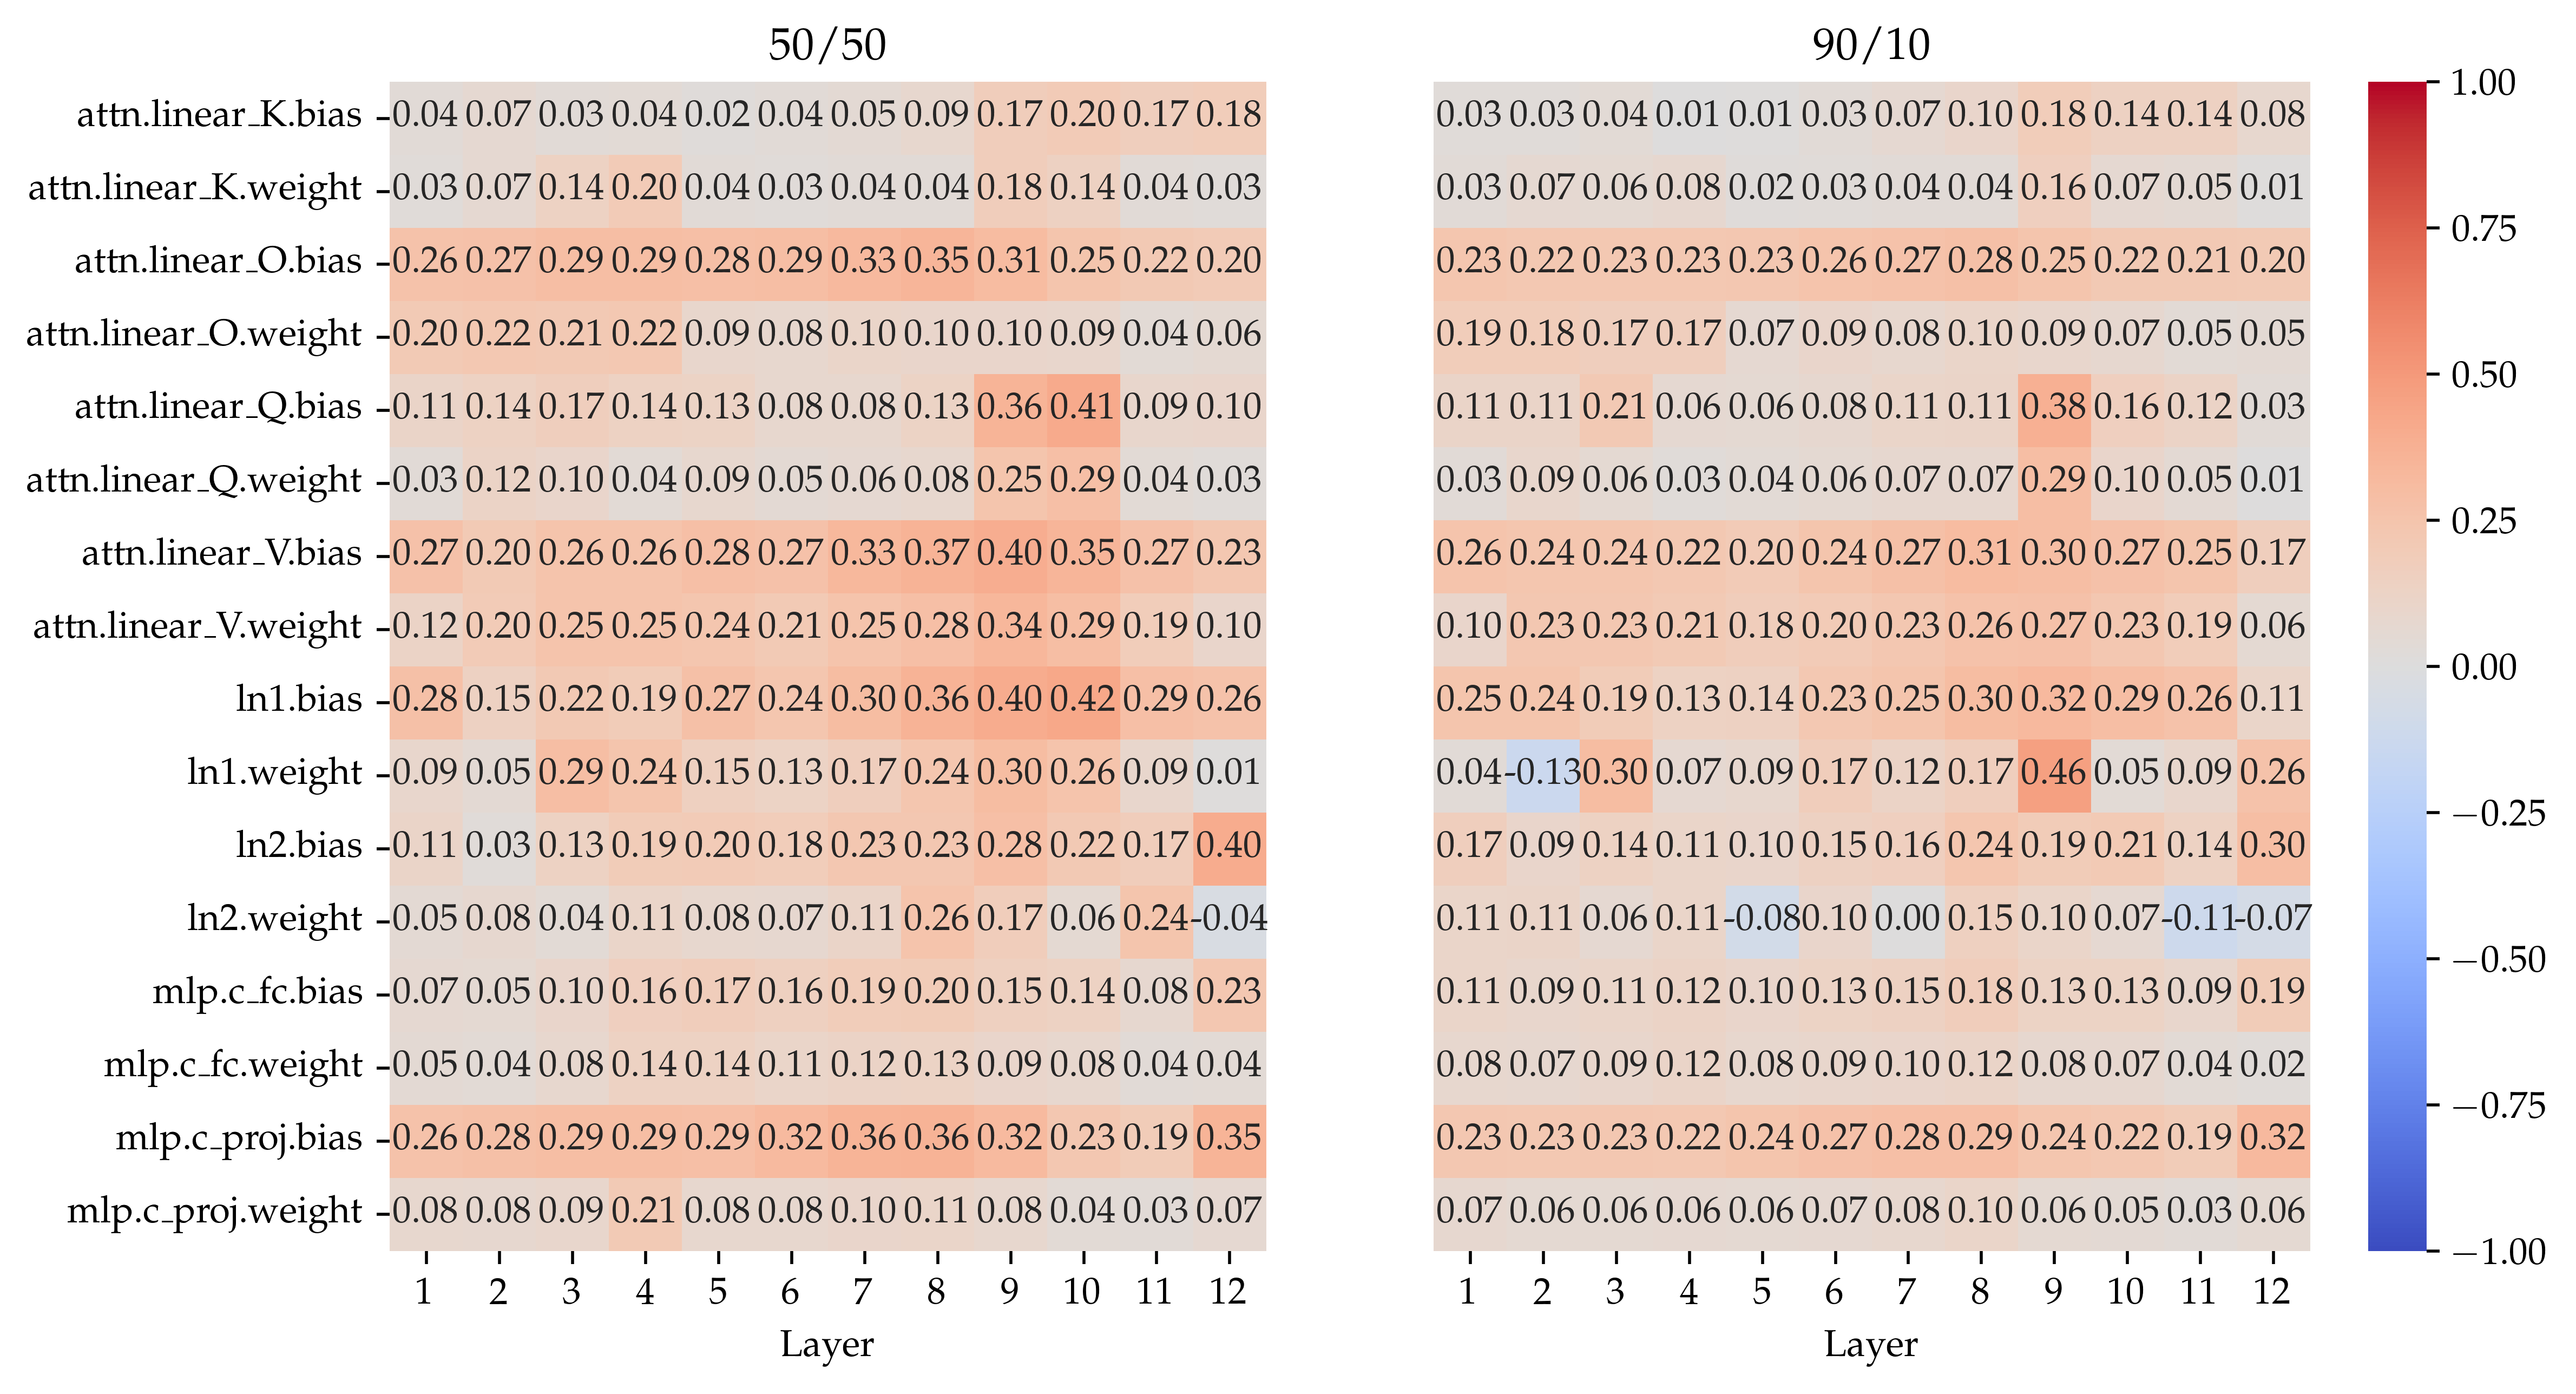 50/50 90/10
attn.linear_K.bias 0.04 0.07 0.03 0.04 0.02 0.04 0.05 0.09 0.17 0.20 0.17 0.18 0.03 0.03 0.04 0.01 0.01 0.03 0.07 0.10 0.18 0.14 0.14 0.08 1.00
attn.linear_K.weight 0.03 0.07 0.14 0.20 0.04 0.03 0.04 0.04 0.18 0.14 0.04 0.03 0.03 0.07 0.06 0.08 0.02 0.03 0.04 0.04 0.16 0.07 0.05 0.01
attn.linear_O.bias 0.26 0.27 0.29 0.29 0.28 0.29 0.33 0.35 0.31 0.25 0.22 0.20 0.23 0.22 0.23 0.23 0.23 0.26 0.27 0.28 0.25 0.22 0.21 0.20 0.75
attn.linear_O.weight 0.20 0.22 0.21 0.22 0.09 0.08 0.10 0.10 0.10 0.09 0.04 0.06 0.19 0.18 0.17 0.17 0.07 0.09 0.08 0.10 0.09 0.07 0.05 0.05
attn.linear_Q.bias 0.11 0.14 0.17 0.14 0.13 0.08 0.08 0.13 0.36 0.41 0.09 0.10 0.11 0.11 0.21 0.06 0.06 0.08 0.11 0.11 0.38 0.16 0.12 0.03 0.50
attn.linear_Q.weight 0.03 0.12 0.10 0.04 0.09 0.05 0.06 0.08 0.25 0.29 0.04 0.03 0.03 0.09 0.06 0.03 0.04 0.06 0.07 0.07 0.29 0.10 0.05 0.01 0.25
attn.linear_V.bias 0.27 0.20 0.26 0.26 0.28 0.27 0.33 0.37 0.40 0.35 0.27 0.23 0.26 0.24 0.24 0.22 0.20 0.24 0.27 0.31 0.30 0.27 0.25 0.17
attn.linear_V.weight 0.12 0.20 0.25 0.25 0.24 0.21 0.25 0.28 0.34 0.29 0.19 0.10 0.10 0.23 0.23 0.21 0.18 0.20 0.23 0.26 0.27 0.23 0.19 0.06 0.00
ln1.bias 0.28 0.15 0.22 0.19 0.27 0.24 0.30 0.36 0.40 0.42 0.29 0.26 0.25 0.24 0.19 0.13 0.14 0.23 0.25 0.30 0.32 0.29 0.26 0.11
ln1.weight 0.09 0.05 0.29 0.24 0.15 0.13 0.17 0.24 0.30 0.26 0.09 0.01 0.04 -0.13 0.30 0.07 0.09 0.17 0.12 0.17 0.46 0.05 0.09 0.26 −0.25
ln2.bias 0.11 0.03 0.13 0.19 0.20 0.18 0.23 0.23 0.28 0.22 0.17 0.40 0.17 0.09 0.14 0.11 0.10 0.15 0.16 0.24 0.19 0.21 0.14 0.30
ln2.weight 0.05 0.08 0.04 0.11 0.08 0.07 0.11 0.26 0.17 0.06 0.24 -0.04 0.11 0.11 0.06 0.11 -0.08 0.10 0.00 0.15 0.10 0.07 -0.11 -0.07 −0.50
mlp.c_fc.bias 0.07 0.05 0.10 0.16 0.17 0.16 0.19 0.20 0.15 0.14 0.08 0.23 0.11 0.09 0.11 0.12 0.10 0.13 0.15 0.18 0.13 0.13 0.09 0.19
mlp.c_fc.weight 0.05 0.04 0.08 0.14 0.14 0.11 0.12 0.13 0.09 0.08 0.04 0.04 0.08 0.07 0.09 0.12 0.08 0.09 0.10 0.12 0.08 0.07 0.04 0.02 −0.75
mlp.c_proj.bias 0.26 0.28 0.29 0.29 0.29 0.32 0.36 0.36 0.32 0.23 0.19 0.35 0.23 0.23 0.23 0.22 0.24 0.27 0.28 0.29 0.24 0.22 0.19 0.32
mlp.c_proj.weight 0.08 0.08 0.09 0.21 0.08 0.08 0.10 0.11 0.08 0.04 0.03 0.07 0.07 0.06 0.06 0.06 0.06 0.07 0.08 0.10 0.06 0.05 0.03 0.06 −1.00
1 2 3 4 5 6 7 8 9 10 11 12 1 2 3 4 5 6 7 8 9 10 11 12
Layer Layer